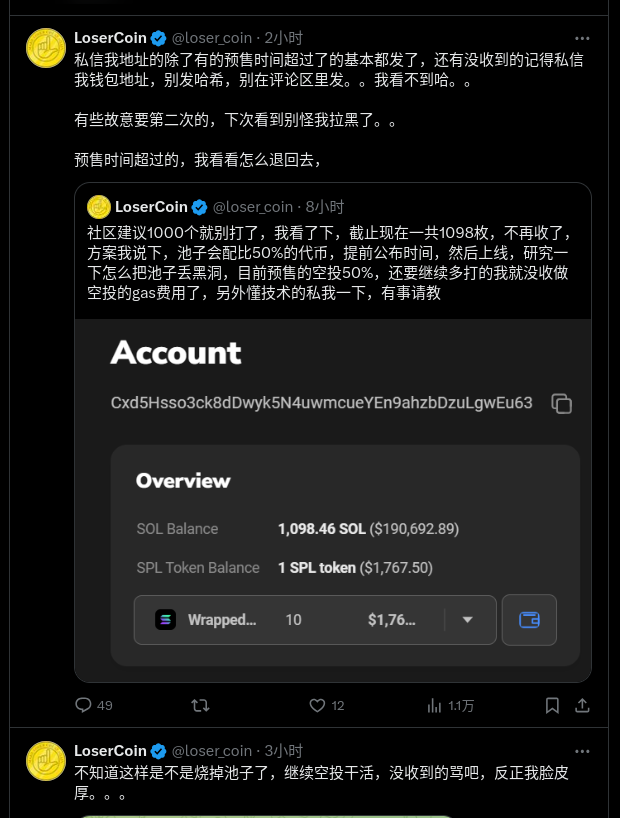 LoserCoin @loser_coin · 2小时
私信我地址的除了有的预售时间超过了的基本都发了，还有没收到的记得私信
我钱包地址，别发哈希，别在评论区里发。。我看不到哈。。
有些故意要第二次的，下次看到别怪我拉黑了。。
预售时间超过的，我看看怎么退回去，
LoserCoin @loser_coin · 8小时
社区建议1000个就别打了，我看了下，截止现在一共1098枚，不再收了，
方案我说下，池子会配比50%的代币，提前公布时间，然后上线，研究一
下怎么把池子丢黑洞，目前预售的空投50%，还要继续多打的我就没收做
空投的gas费用了，另外懂技术的私我一下，有事请教
Account
Cxd5Hsso3ck8dDwyk5N4uwmcueYEn9ahzbDzuLgwEu63
Overview
SOL Balance 1,098.46 SOL ($190,692.89)
SPL Token Balance 1 SPL token ($1,767.50)
Wrapped... 10 $1,76...
49 12 1.1万
LoserCoin @loser_coin · 3小时
不知道这样是不是烧掉池子了，继续空投干活，没收到的骂吧，反正我脸皮
厚。。。